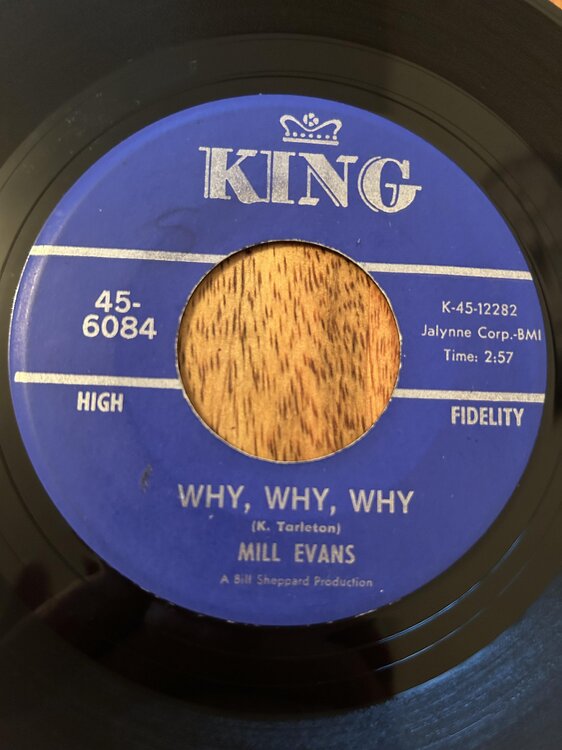 KING
45-
6084
K-45-12282
Jalynne Corp.-BMI
Time: 2:57
HIGH FIDELITY
WHY, WHY, WHY
(K. Tarleton)
MILL EVANS
A Bill Sheppard Production